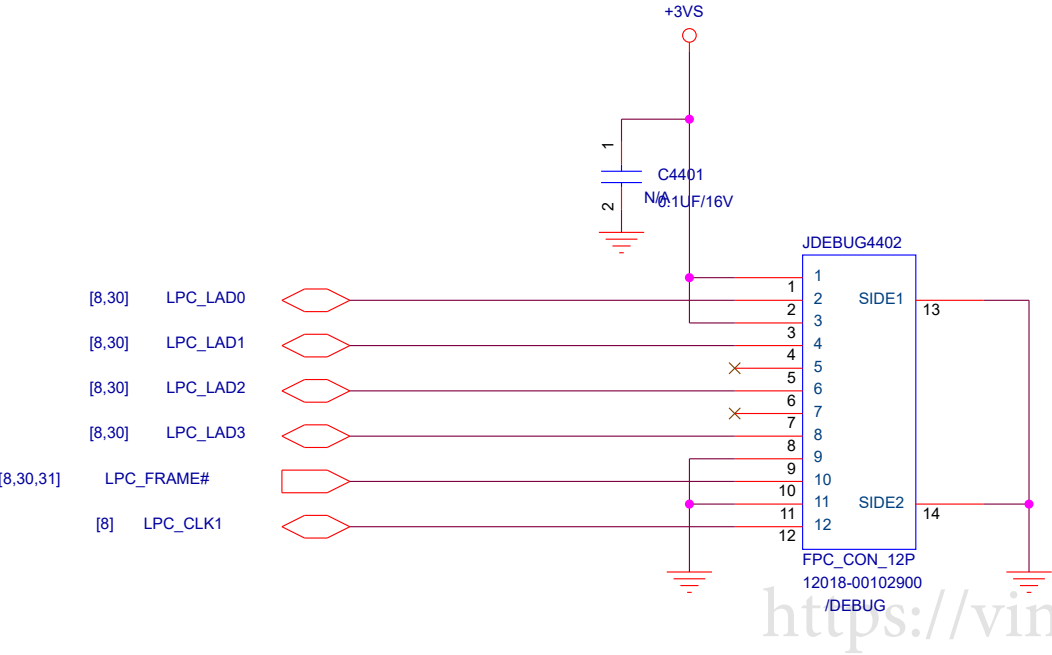 +3VS
1
C4401
N/A
0.1UF/16V
2
JDEBUG4402
1
1
[8,30] LPC_LAD0
2
SIDE1
2
13
3
3
[8,30] LPC_LAD1
4
4
5
5
[8,30] LPC_LAD2
6
6
7
7
[8,30] LPC_LAD3
8
8
9
9
[8,30,31] LPC_FRAME#
10
10
11
SIDE2
11
14
[8] LPC_CLK1
12
12
FPC_CON_12P
12018-00102900
/DEBUG
https://vin